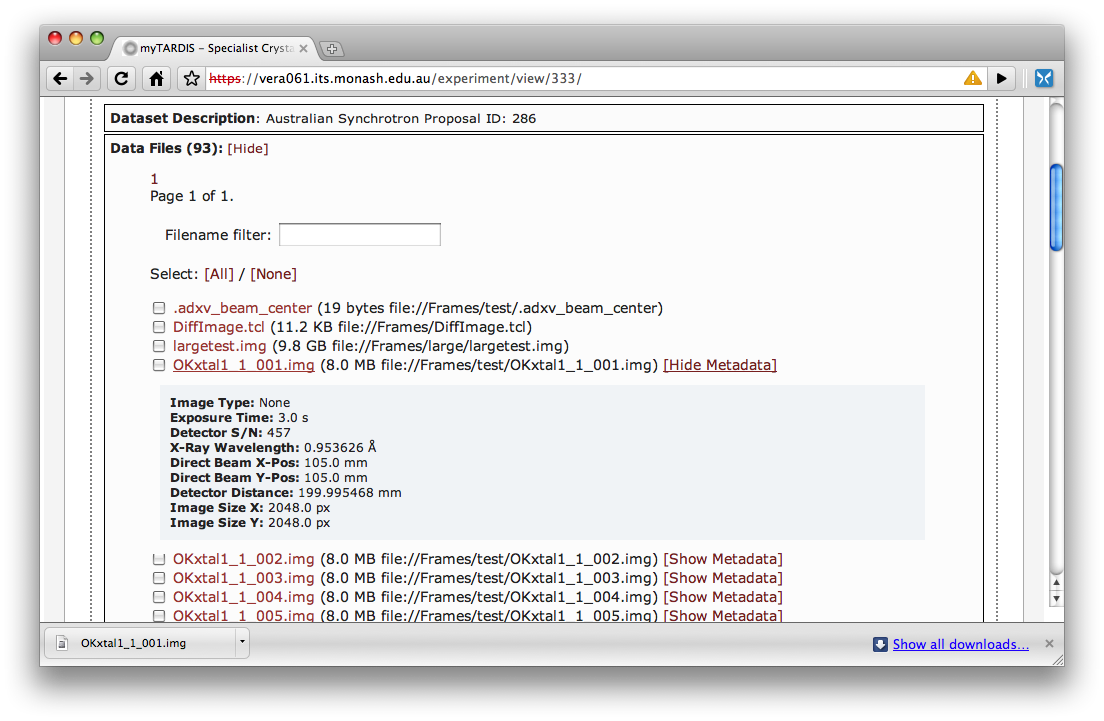 myTARDIS – Specialist Crysta
https://vera061.its.monash.edu.au/experiment/view/333/
Dataset Description: Australian Synchrotron Proposal ID: 286
Data Files (93): [Hide]
1
Page 1 of 1.
Filename filter:
Select: [All] / [None]
.adxv_beam_center (19 bytes file://Frames/test/.adxv_beam_center)
DiffImage.tcl (11.2 KB file://Frames/DiffImage.tcl)
largetest.img (9.8 GB file://Frames/large/largetest.img)
OKxtal1_1_001.img (8.0 MB file://Frames/test/OKxtal1_1_001.img) [Hide Metadata]
Image Type: None
Exposure Time: 3.0 s
Detector S/N: 457
X-Ray Wavelength: 0.953626 Å
Direct Beam X-Pos: 105.0 mm
Direct Beam Y-Pos: 105.0 mm
Detector Distance: 199.995468 mm
Image Size X: 2048.0 px
Image Size Y: 2048.0 px
OKxtal1_1_002.img (8.0 MB file://Frames/test/OKxtal1_1_002.img) [Show Metadata]
OKxtal1_1_003.img (8.0 MB file://Frames/test/OKxtal1_1_003.img) [Show Metadata]
OKxtal1_1_004.img (8.0 MB file://Frames/test/OKxtal1_1_004.img) [Show Metadata]
OKxtal1_1_005.img (8.0 MB file://Frames/test/OKxtal1_1_005.img) [Show Metadata]
OKxtal1_1_001.img
Show all downloads...